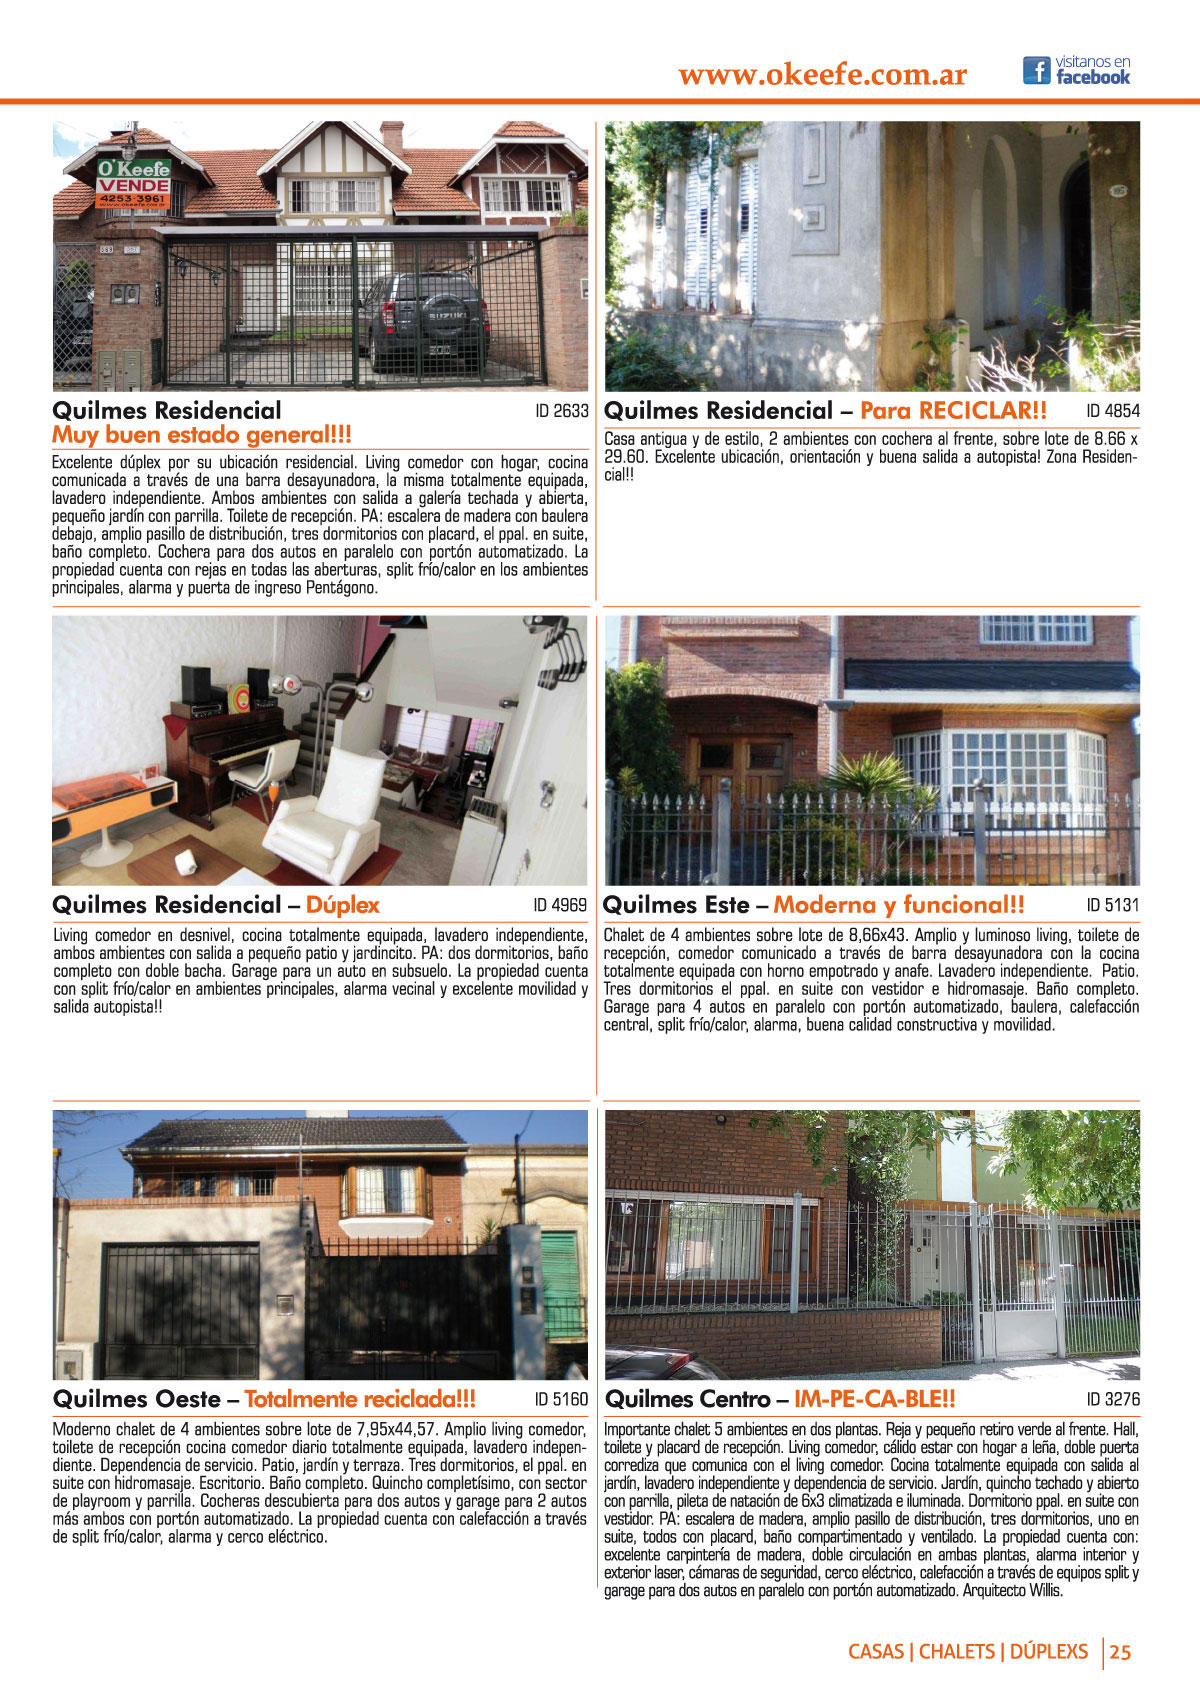 www.okeefe.com.ar
visitanos en
facebook
O'Keefe
VENDE
4253-3961
www.okeefe.com.ar
SUZUKI
Quilmes Residencial
ID 2633
Muy buen estado general!!!
Excelente dúplex por su ubicación residencial. Living comedor con hogar, cocina
comunicada a través de una barra desayunadora, la misma totalmente equipada,
lavadero independiente. Ambos ambientes con salida a galería techada y abierta,
pequeño jardín con parrilla. Toilete de recepción. PA: escalera de madera con baulera
debajo, amplio pasillo de distribución, tres dormitorios con placard, el ppal. en suite,
baño completo. Cochera para dos autos en paralelo con portón automatizado. La
propiedad cuenta con rejas en todas las aberturas, split frío/calor en los ambientes
principales, alarma y puerta de ingreso Pentágono.
Quilmes Residencial – Para RECICLAR!!
ID 4854
Casa antigua y de estilo, 2 ambientes con cochera al frente, sobre lote de 8.66 x
29.60. Excelente ubicación, orientación y buena salida a autopista! Zona Residen-
cial!!
Quilmes Residencial – Dúplex
ID 4969
Living comedor en desnivel, cocina totalmente equipada, lavadero independiente,
ambos ambientes con salida a pequeño patio y jardincito. PA: dos dormitorios, baño
completo con doble bacha. Garage para un auto en subsuelo. La propiedad cuenta
con split frío/calor en ambientes principales, alarma vecinal y excelente movilidad y
salida autopista!!
Quilmes Este – Moderna y funcional!!
ID 5131
Chalet de 4 ambientes sobre lote de 8,66x43. Amplio y luminoso living, toilete de
recepción, comedor comunicado a través de barra desayunadora con la cocina
totalmente equipada con horno empotrado y anafe. Lavadero independiente. Patio.
Tres dormitorios el ppal. en suite con vestidor e hidromasaje. Baño completo.
Garage para 4 autos en paralelo con portón automatizado, baulera, calefacción
central, split frío/calor, alarma, buena calidad constructiva y movilidad.
Quilmes Oeste – Totalmente reciclada!!!
ID 5160
Moderno chalet de 4 ambientes sobre lote de 7,95x44,57. Amplio living comedor,
toilete de recepción cocina comedor diario totalmente equipada, lavadero indepen-
diente. Dependencia de servicio. Patio, jardín y terraza. Tres dormitorios, el ppal. en
suite con hidromasaje. Escritorio. Baño completo. Quincho completísimo, con sector
de playroom y parrilla. Cocheras descubierta para dos autos y garage para 2 autos
más ambos con portón automatizado. La propiedad cuenta con calefacción a través
de split frío/calor, alarma y cerco eléctrico.
Quilmes Centro – IM-PE-CA-BLE!!
ID 3276
Importante chalet 5 ambientes en dos plantas. Reja y pequeño retiro verde al frente. Hall,
toilete y placard de recepción. Living comedor, cálido estar con hogar a leña, doble puerta
corrediza que comunica con el living comedor. Cocina totalmente equipada con salida al
jardín, lavadero independiente y dependencia de servicio. Jardín, quincho techado y abierto
con parrilla, pileta de natación de 6x3 climatizada e iluminada. Dormitorio ppal. en suite con
vestidor. PA: escalera de madera, amplio pasillo de distribución, tres dormitorios, uno en
suite, todos con placard, baño compartimentado y ventilado. La propiedad cuenta con:
excelente carpintería de madera, doble circulación en ambas plantas, alarma interior y
exterior laser, cámaras de seguridad, cerco eléctrico, calefacción a través de equipos split y
garage para dos autos en paralelo con portón automatizado. Arquitecto Willis.
CASAS | CHALETS | DÚPLEXS 25